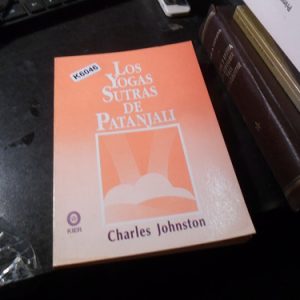 K6046
LOS
YOGAS
SUTRAS
DE
PATANJALI
KIER
Charles Johnston